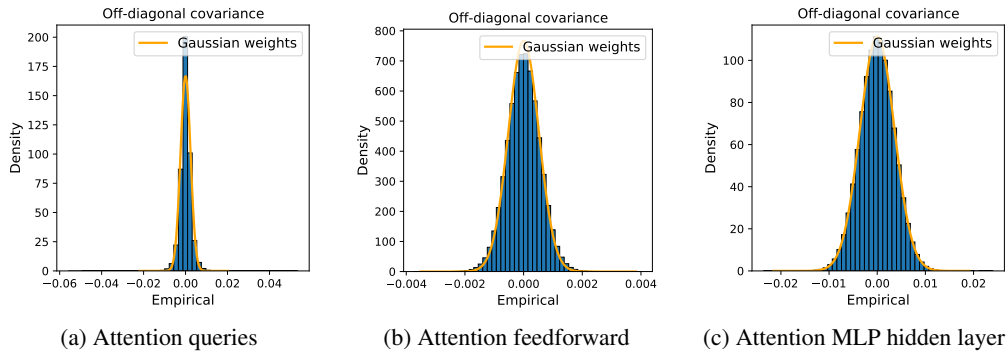 Off-diagonal covariance
Gaussian weights
Density
200
175
150
125
100
75
50
25
0
−0.06 −0.04 −0.02 0.00 0.02 0.04
Empirical
(a) Attention queries
Off-diagonal covariance
Gaussian weights
Density
800
700
600
500
400
300
200
100
0
−0.004 −0.002 0.000 0.002 0.004
Empirical
(b) Attention feedforward
Off-diagonal covariance
Gaussian weights
Density
100
80
60
40
20
0
−0.02 −0.01 0.00 0.01 0.02
Empirical
(c) Attention MLP hidden layer